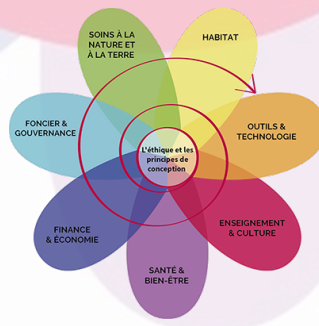 SOINS À LA
NATURE ET
À LA TERRE
HABITAT
OUTILS &
TECHNOLOGIE
ENSEIGNEMENT
& CULTURE
SANTÉ &
BIEN-ÊTRE
FINANCE
& ÉCONOMIE
FONCIER &
GOUVERNANCE
L'éthique et les
principes de
conception